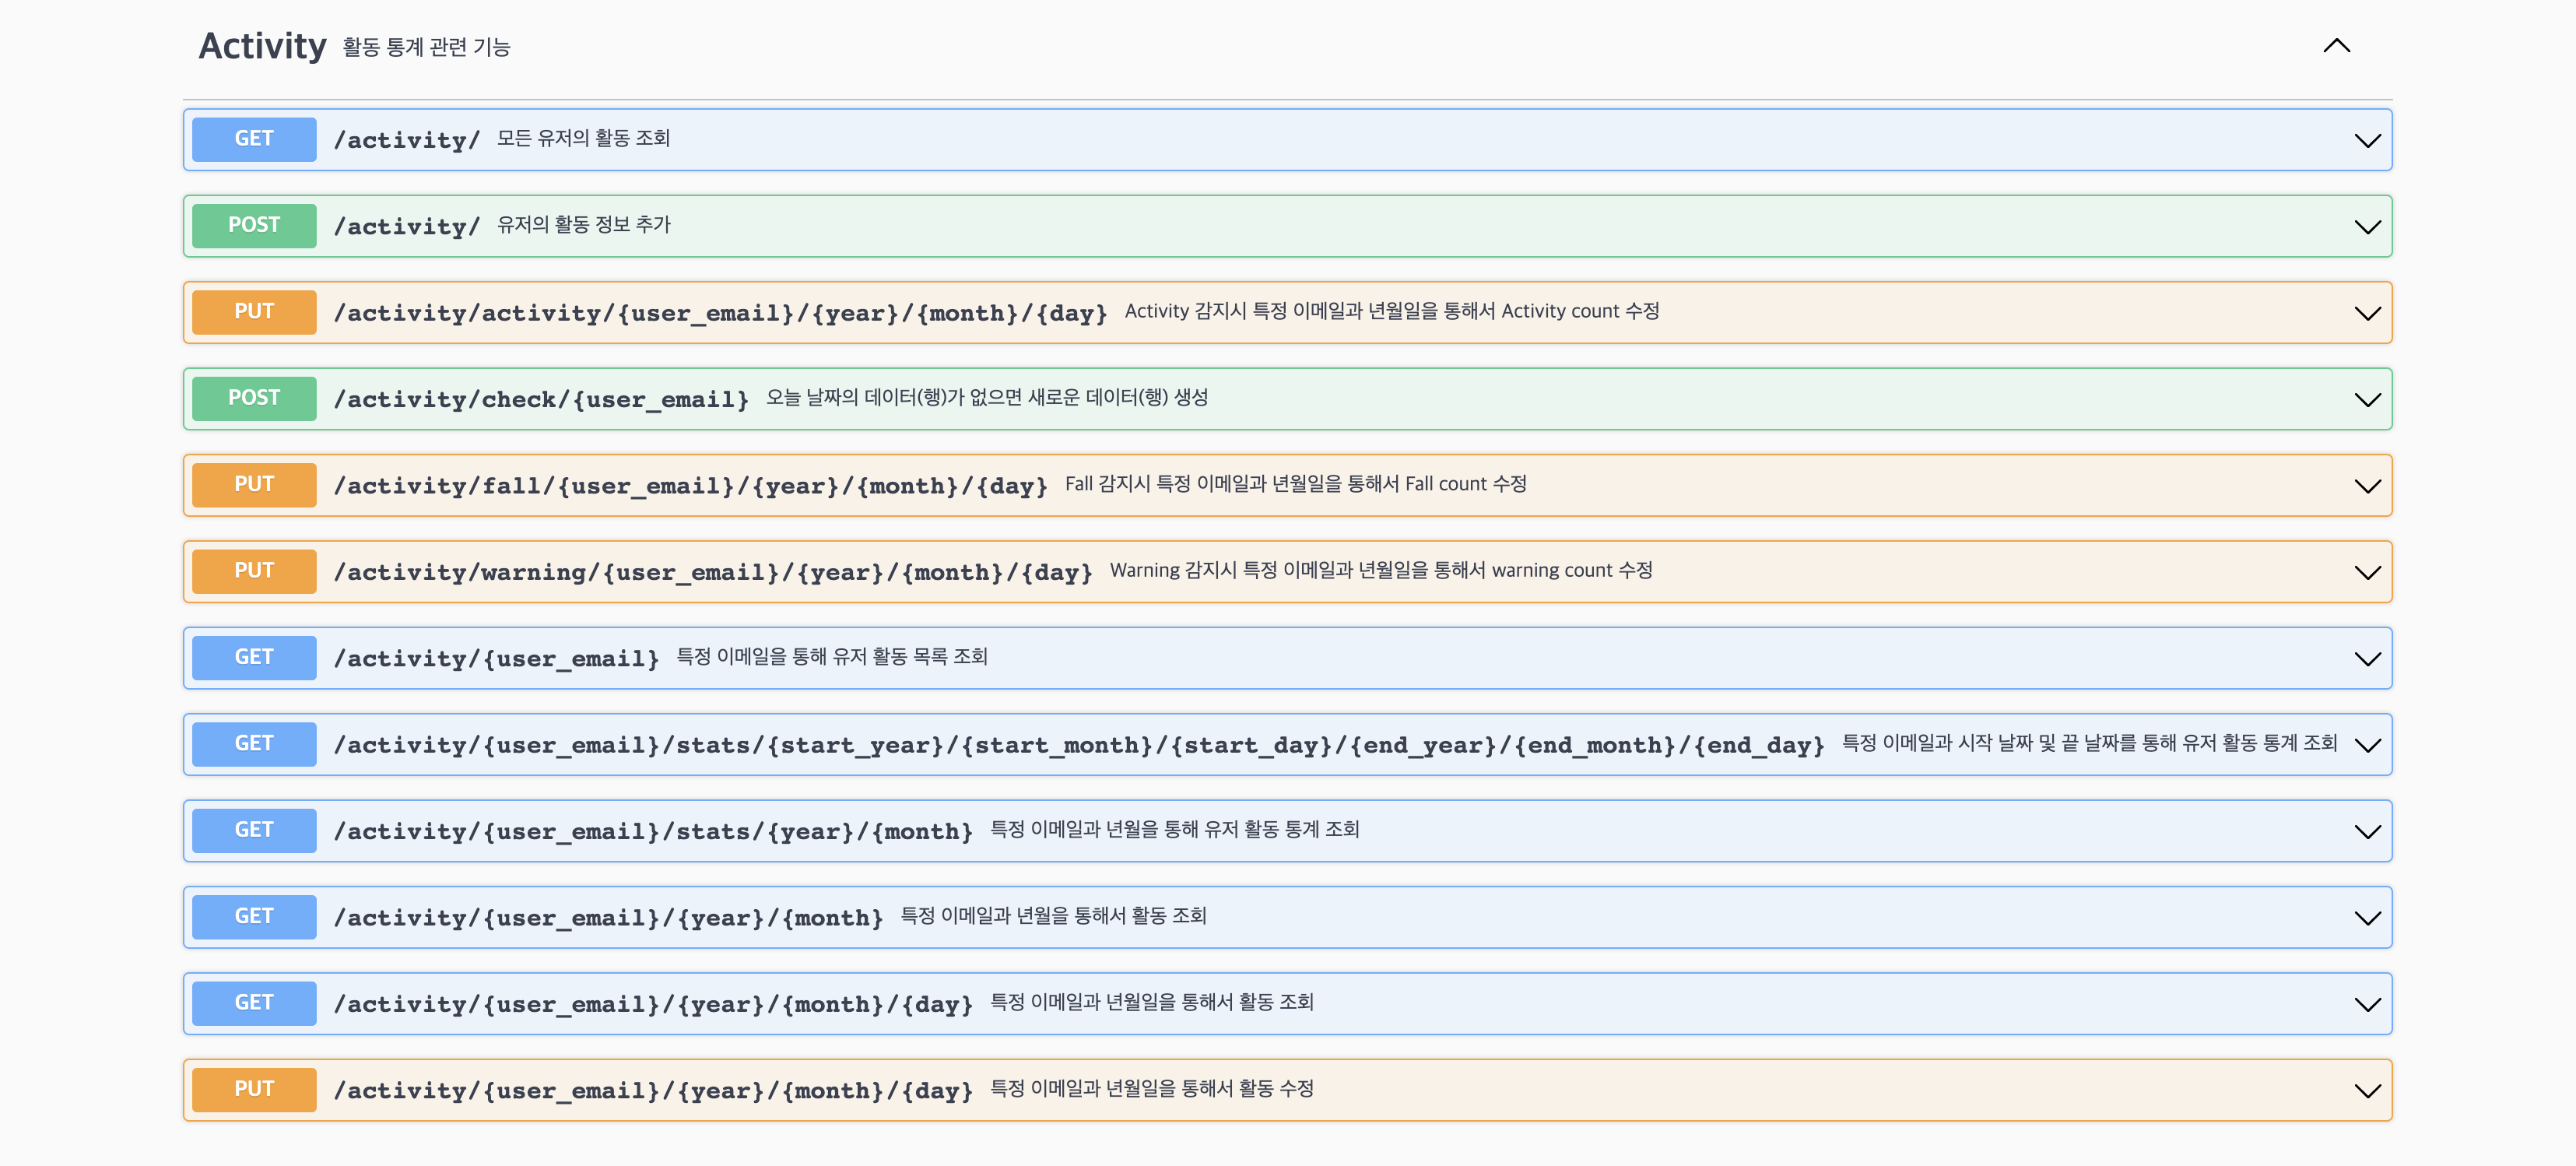 Activity 활동 통계 관련 기능
GET /activity/ 모든 유저의 활동 조회
POST /activity/ 유저의 활동 정보 추가
PUT /activity/activity/{user_email}/{year}/{month}/{day} Activity 감지시 특정 이메일과 년월일을 통해서 Activity count 수정
POST /activity/check/{user_email} 오늘 날짜의 데이터(행)가 없으면 새로운 데이터(행) 생성
PUT /activity/fall/{user_email}/{year}/{month}/{day} Fall 감지시 특정 이메일과 년월일을 통해서 Fall count 수정
PUT /activity/warning/{user_email}/{year}/{month}/{day} Warning 감지시 특정 이메일과 년월일을 통해서 warning count 수정
GET /activity/{user_email} 특정 이메일을 통해 유저 활동 목록 조회
GET /activity/{user_email}/stats/{start_year}/{start_month}/{start_day}/{end_year}/{end_month}/{end_day} 특정 이메일과 시작 날짜 및 끝 날짜를 통해 유저 활동 통계 조회
GET /activity/{user_email}/stats/{year}/{month} 특정 이메일과 년월을 통해 유저 활동 통계 조회
GET /activity/{user_email}/{year}/{month} 특정 이메일과 년월을 통해서 활동 조회
GET /activity/{user_email}/{year}/{month}/{day} 특정 이메일과 년월일을 통해서 활동 조회
PUT /activity/{user_email}/{year}/{month}/{day} 특정 이메일과 년월일을 통해서 활동 수정